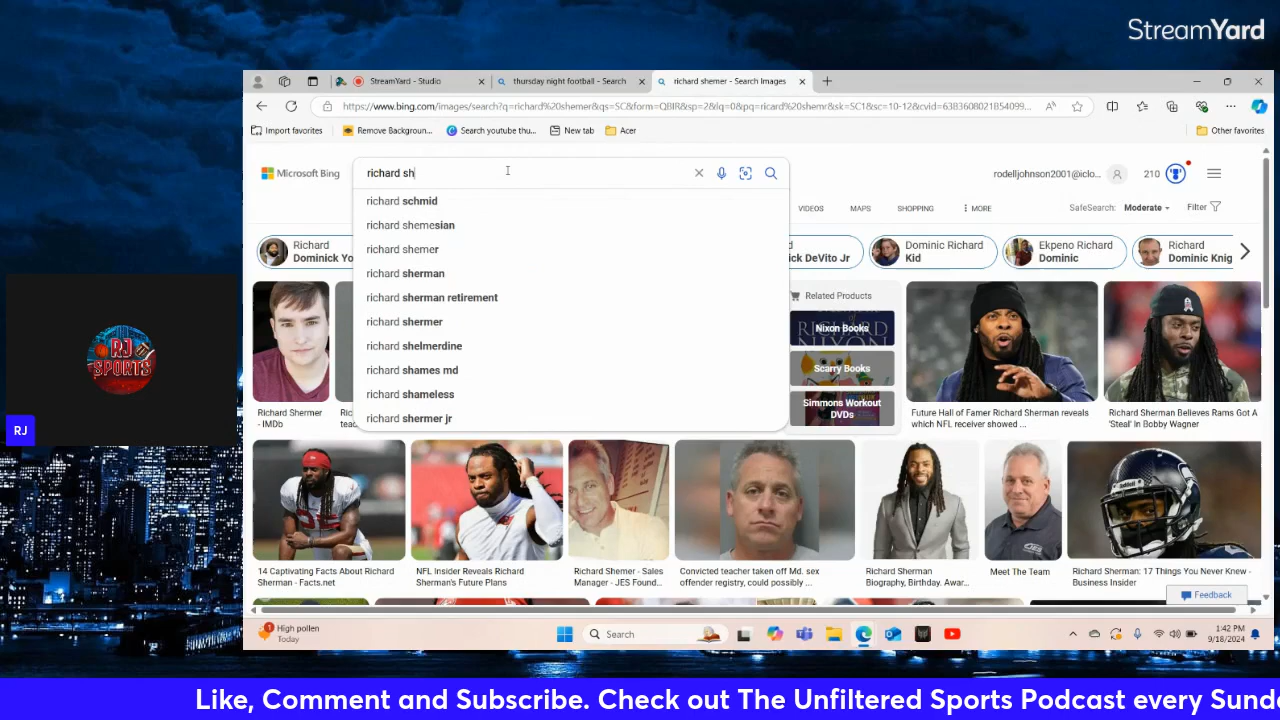 StreamYard
StreamYard - Studio
thursday night football - Search
richard shemer - Search Images
https://www.bing.com/images/search?q=richard%20shemer&qs=SC&form=QBIR&sp=2&lq=0&pq=ricard%20shemr&sk=SC1&sc=10-12&cvid=63B3608021B54099...
Import favorites
Remove Backgroun...
Search youtube thu...
New tab
Acer
Other favorites
Microsoft Bing
richard sh
rodelljohnson2001@iclo...
210
VIDEOS
MAPS
SHOPPING
MORE
SafeSearch: Moderate
Filter
richard schmid
richard shemesian
richard shemer
richard sherman
richard sherman retirement
richard shermer
richard shelmerdine
richard shames md
richard shameless
richard shermer jr
Richard
Dominick Yo
d
ick DeVito Jr
Dominic Richard
Kid
Ekpeno Richard
Dominic
Richard
Dominic Knig
Related Products
RICHARD
NIXON
Nixon Books
Scarry Books
Simmons Workout
DVDs
Richard Shermer
- IMDb
Future Hall of Famer Richard Sherman reveals
which NFL receiver showed ...
Richard Sherman Believes Rams Got A
'Steal' In Bobby Wagner
14 Captivating Facts About Richard
Sherman - Facts.net
NFL Insider Reveals Richard
Sherman's Future Plans
Richard Shemer - Sales
Manager - JES Found...
Convicted teacher taken off Md. sex
offender registry, could possibly ...
Richard Sherman
Biography, Birthday. Awar...
Meet The Team
Richard Sherman: 17 Things You Never Knew -
Business Insider
Feedback
RJ
SPORTS
RJ
1
High pollen
Today
Search
1:42 PM
9/18/2024
Like, Comment and Subscribe. Check out The Unfiltered Sports Podcast every Sund